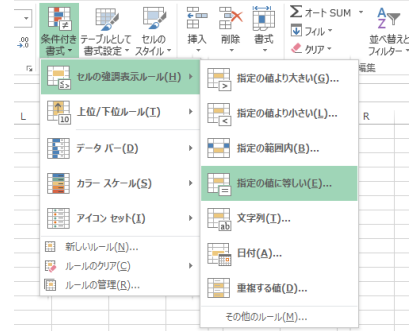 Σ オート SUM
フィル
クリア
条件付き 書式
テーブルとして 書式設定
セルの スタイル
挿入
削除
書式
並べ替えと
フィルター
編集
セルの強調表示ルール(H)
上位/下位ルール(T)
データ バー(D)
カラー スケール(S)
アイコン セット(I)
新しいルール(N)...
ルールのクリア(C)
ルールの管理(R)...
指定の値より大きい(G)...
指定の値より小さい(L)...
指定の範囲内(B)...
指定の値に等しい(E)...
文字列(T)...
日付(A)...
重複する値(D)...
その他のルール(M)...
L
R